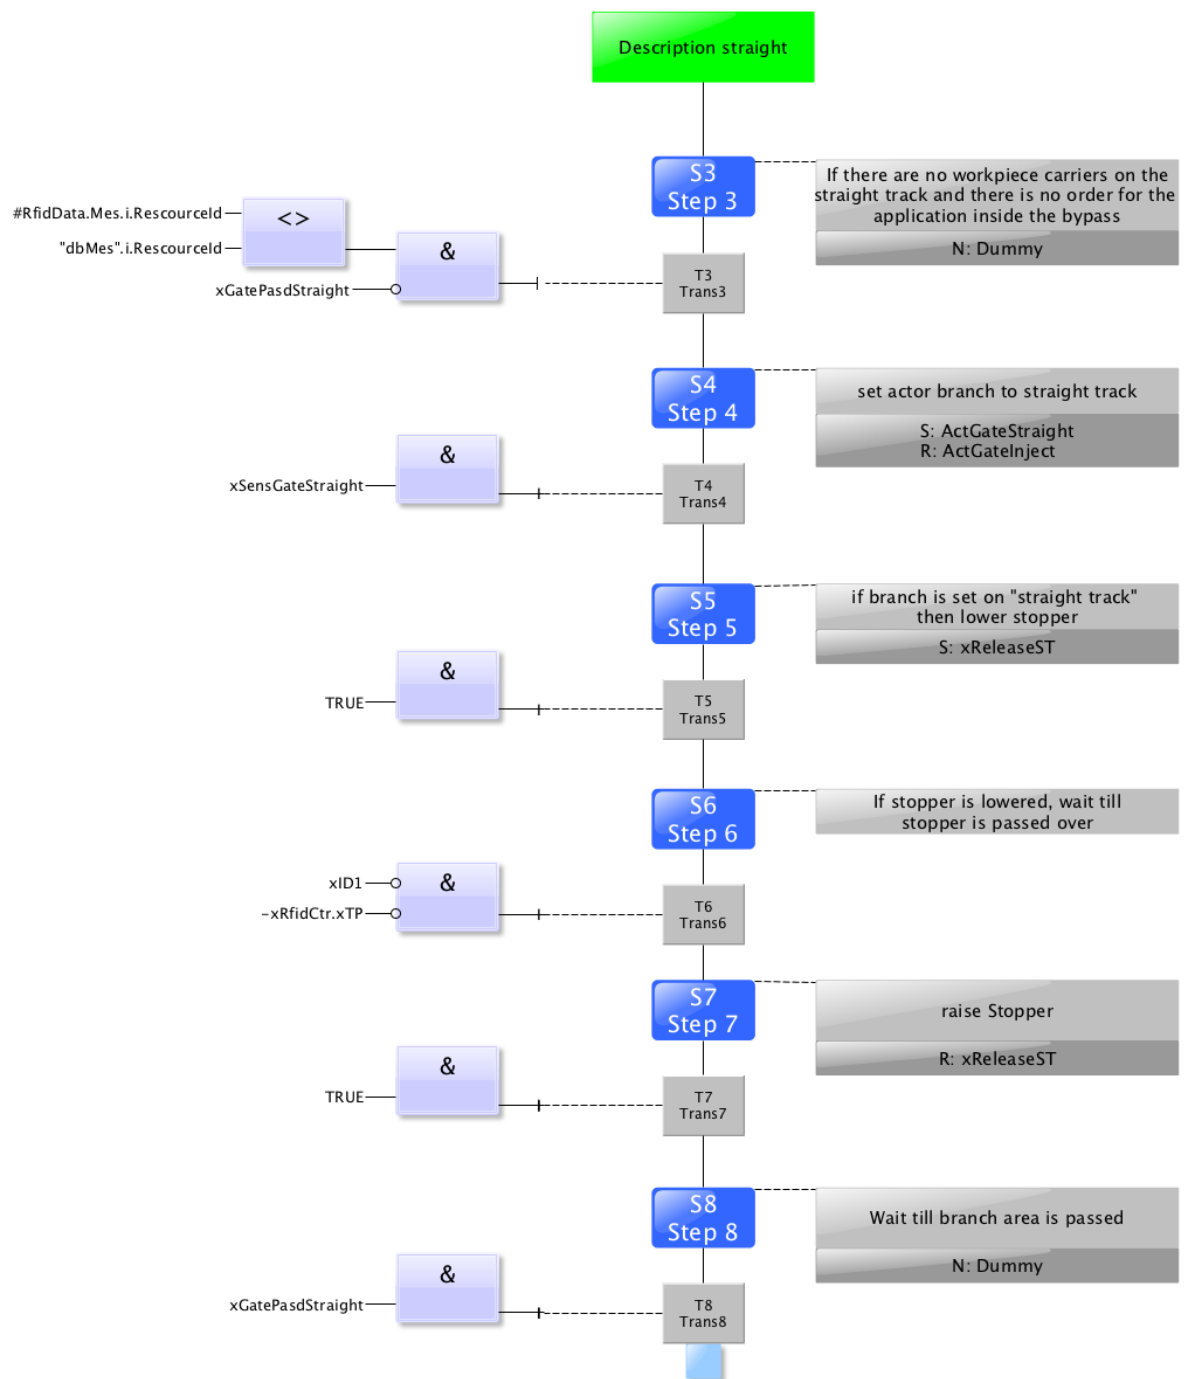 Description straight
S3
Step 3
If there are no workpiece carriers on the
straight track and there is no order for the
application inside the bypass
N: Dummy
#RfidData.Mes.i.RescourceId
<>
"dbMes".i.RescourceId
&
xGatePasdStraight
T3
Trans3
S4
Step 4
set actor branch to straight track
S: ActGateStraight
R: ActGateInject
&
xSensGateStraight
T4
Trans4
S5
Step 5
if branch is set on "straight track"
then lower stopper
S: xReleaseST
&
TRUE
T5
Trans5
S6
Step 6
If stopper is lowered, wait till
stopper is passed over
xID1
&
-xRfidCtr.xTP
T6
Trans6
S7
Step 7
raise Stopper
R: xReleaseST
&
TRUE
T7
Trans7
S8
Step 8
Wait till branch area is passed
N: Dummy
&
xGatePasdStraight
T8
Trans8